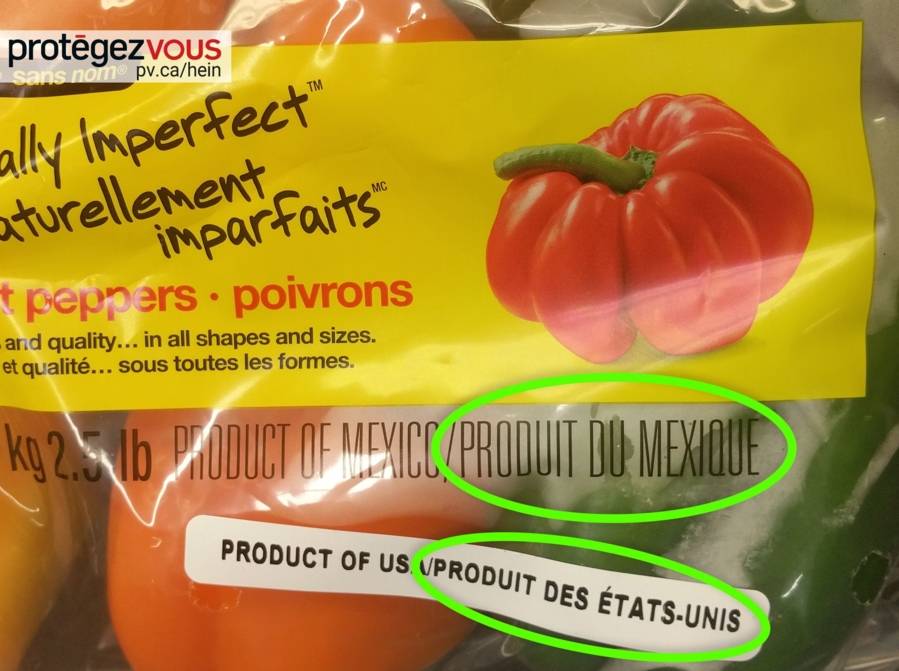 protégezvous
sans nom®
pv.ca/hein
ally Imperfect™
aturellement
imparfaits MC
t peppers · poivrons
and quality... in all shapes and sizes.
et qualité... sous toutes les formes.
kg 2.5 lb PRODUCT OF MEXICO/PRODUIT DU MEXIQUE
PRODUCT OF USA/PRODUIT DES ÉTATS-UNIS